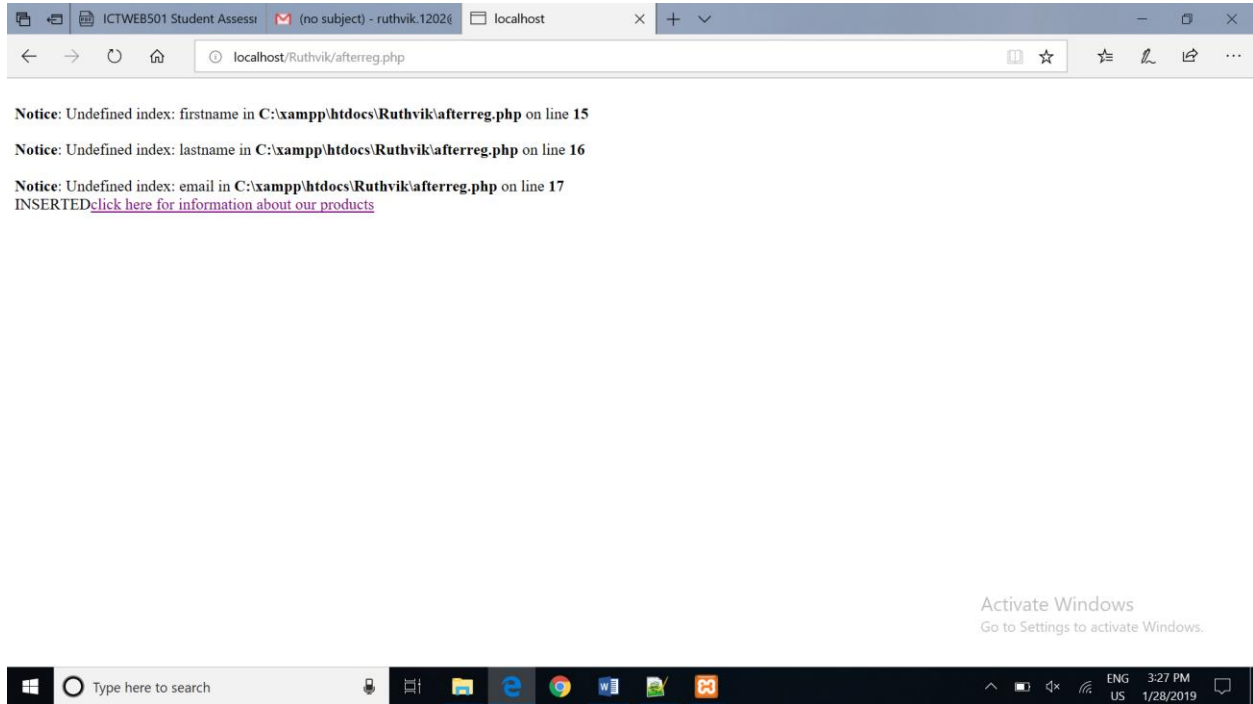 ICTWEB501 Student Assessr
(no subject) - ruthvik.1202(
localhost
localhost/Ruthvik/afterreg.php
Notice: Undefined index: firstname in C:\xampp\htdocs\Ruthvik\afterreg.php on line 15
Notice: Undefined index: lastname in C:\xampp\htdocs\Ruthvik\afterreg.php on line 16
Notice: Undefined index: email in C:\xampp\htdocs\Ruthvik\afterreg.php on line 17
INSERTEDclick here for information about our products
Activate Windows
Go to Settings to activate Windows.
Type here to search
ENG 3:27 PM
US 1/28/2019